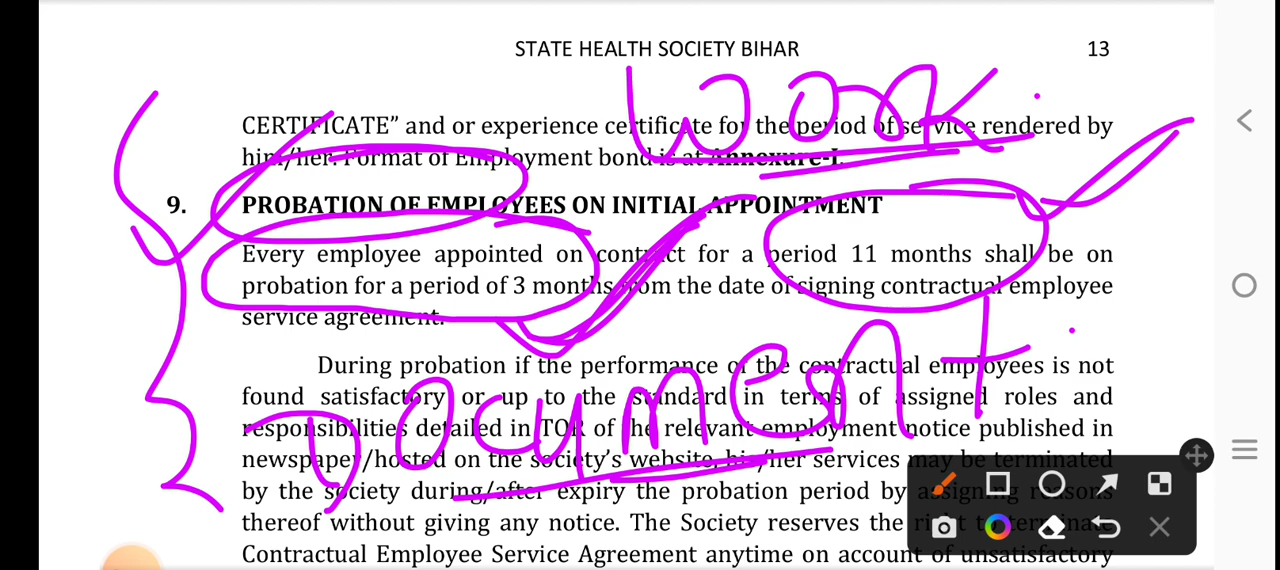 STATE HEALTH SOCIETY BIHAR 13
work
CERTIFICATE” and or experience certificate for the period of service rendered by
him/her. Format of Employment bond is at Annexure-I.
9. PROBATION OF EMPLOYEES ON INITIAL APPOINTMENT
Every employee appointed on contract for a period 11 months shall be on
probation for a period of 3 months from the date of signing contractual employee
service agreement.
During probation if the performance of the contractual employees is not
found satisfactory or up to the standard in terms of assigned roles and
Document
responsibilities detailed in TOR of the relevant employment notice published in
newspaper/hosted on the society’s website, his/her services may be terminated
by the society during/after expiry the probation period by assigning reasons
thereof without giving any notice. The Society reserves the right to terminate
Contractual Employee Service Agreement anytime on account of unsatisfactory